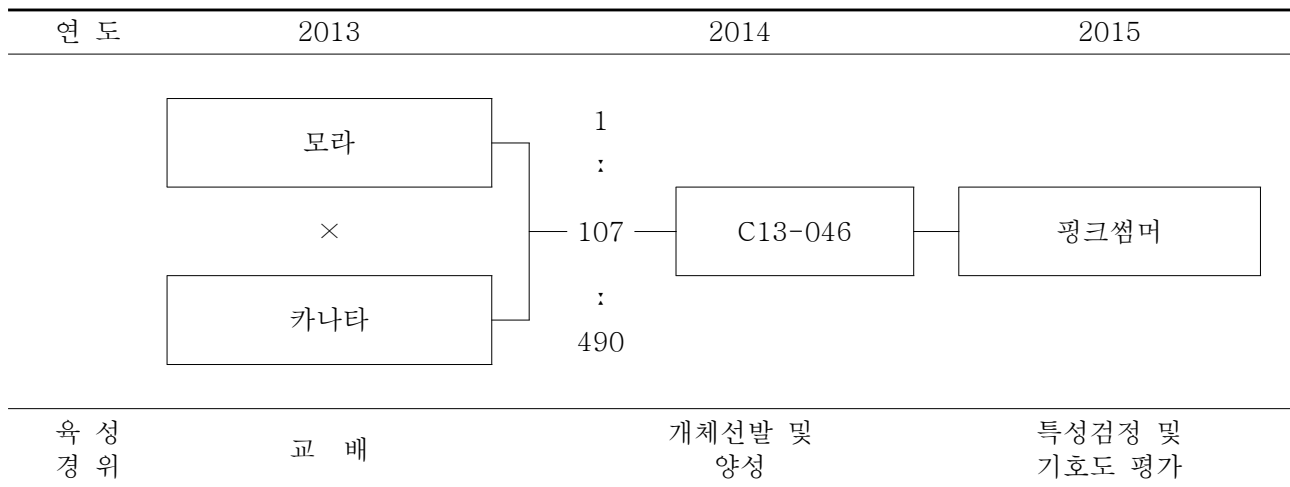 연 도 2013 2014 2015
모라
×
카나타
1
:
107
:
490
C13-046
핑크썸머
육 성
경 위
교 배
개체선발 및
양성
특성검정 및
기호도 평가